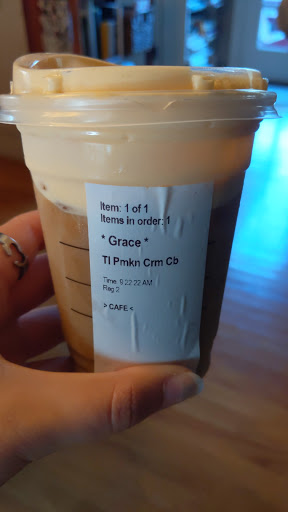 Item: 1 of 1
Items in order: 1
* Grace *
Tl Pmkn Crm Cb
Time: 9:22:22 AM
Reg:2
> CAFE <